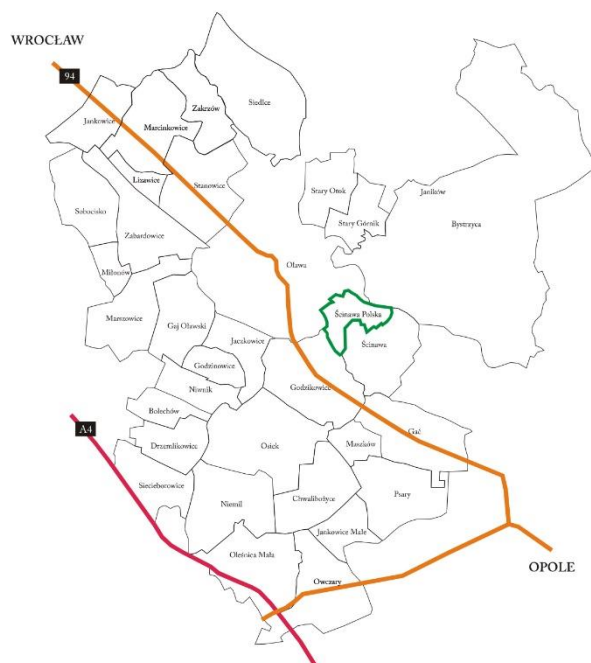 WROCŁAW
94
Siedlce
Zakrzów
Jankowice
Marcinkowice
Lizawice
Stanowice
Stary Otok
Janików
Sobocisko
Stary Górnik
Bystrzyca
Zabardowice
Oława
Miłonów
Marszowice
Gaj Oławski
Ścinawa Polska
Jaczkowice
Ścinawa
Godzinowice
Godzikowice
Niwnik
Bolechów
A4
Gać
Drzemlikowice
Osiek
Maszków
Siecieborowice
Chwalibożyce
Psary
Niemil
Jankowice Małe
Oleśnica Mała
OPOLE
Owczary